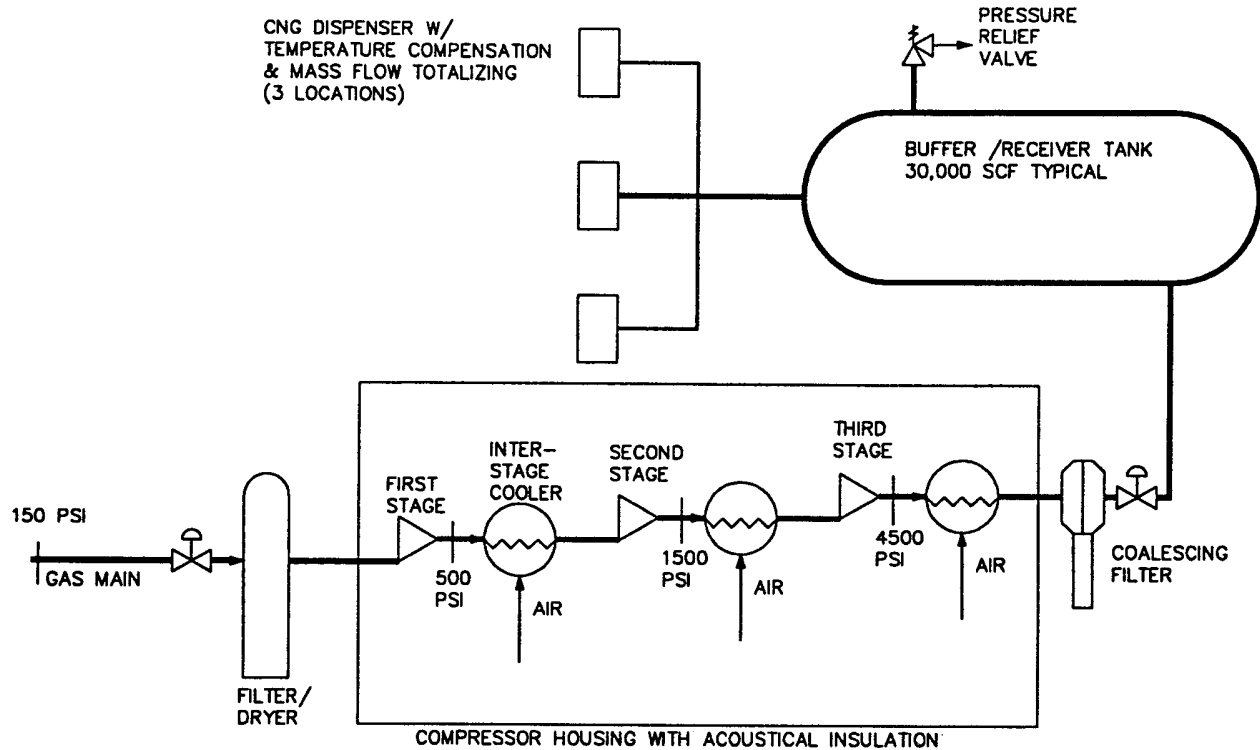 CNG DISPENSER W/
TEMPERATURE COMPENSATION
& MASS FLOW TOTALIZING
(3 LOCATIONS)
PRESSURE
RELIEF
VALVE
BUFFER /RECEIVER TANK
30,000 SCF TYPICAL
150 PSI
GAS MAIN
FILTER/
DRYER
FIRST
STAGE
500
PSI
INTER-
STAGE
COOLER
AIR
SECOND
STAGE
1500
PSI
AIR
THIRD
STAGE
4500
PSI
AIR
COALESCING
FILTER
COMPRESSOR HOUSING WITH ACOUSTICAL INSULATION